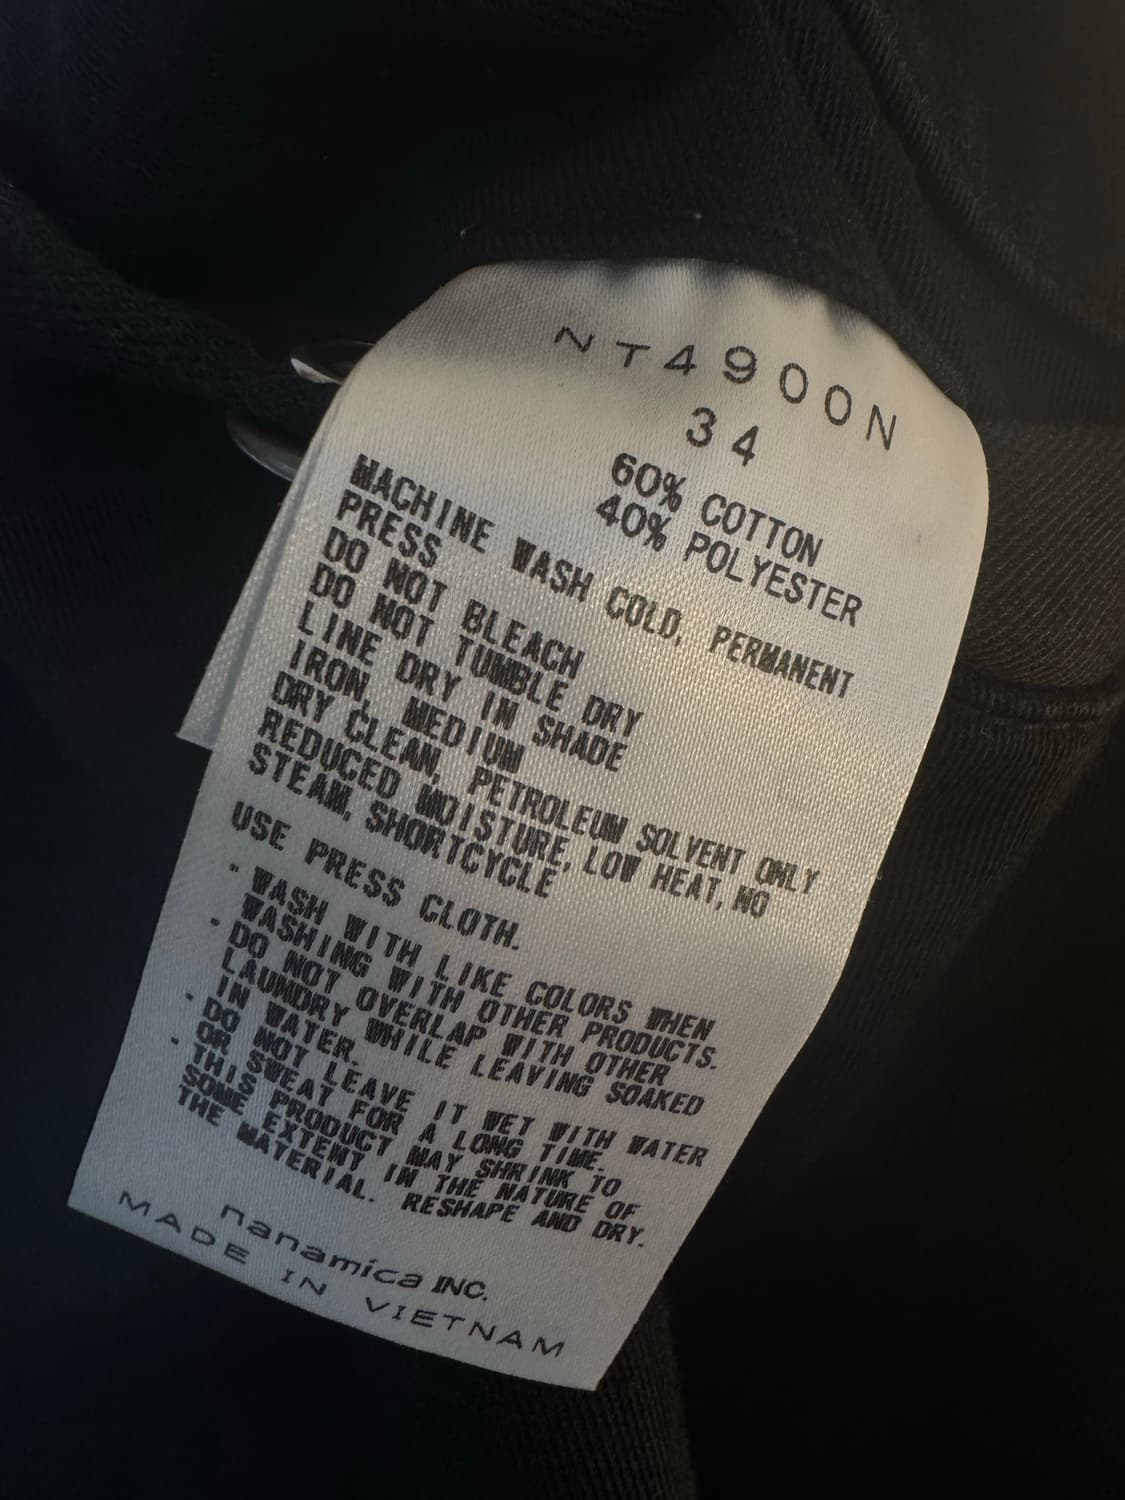 NT4900N
34
60% COTTON
40% POLYESTER
MACHINE WASH COLD, PERMANENT
PRESS
DO NOT BLEACH
DO NOT TUMBLE DRY
LINE DRY IN SHADE
IRON, MEDIUM
DRY CLEAN, PETROLEUM SOLVENT ONLY
REDUCED MOISTURE, LOW HEAT, NO
STEAM, SHORTCYCLE
USE PRESS CLOTH.
・WASH WITH LIKE COLORS WHEN
WASHING WITH OTHER PRODUCTS.
・DO NOT OVERLAP WITH OTHER
LAUNDRY WHILE LEAVING SOAKED
IN WATER.
・DO NOT LEAVE IT WET WITH WATER
OR SWEAT FOR A LONG TIME.
・THIS PRODUCT MAY SHRINK TO
SOME EXTENT IN THE NATURE OF
THE MATERIAL. RESHAPE AND DRY.
nanamica INC.
MADE IN VIETNAM